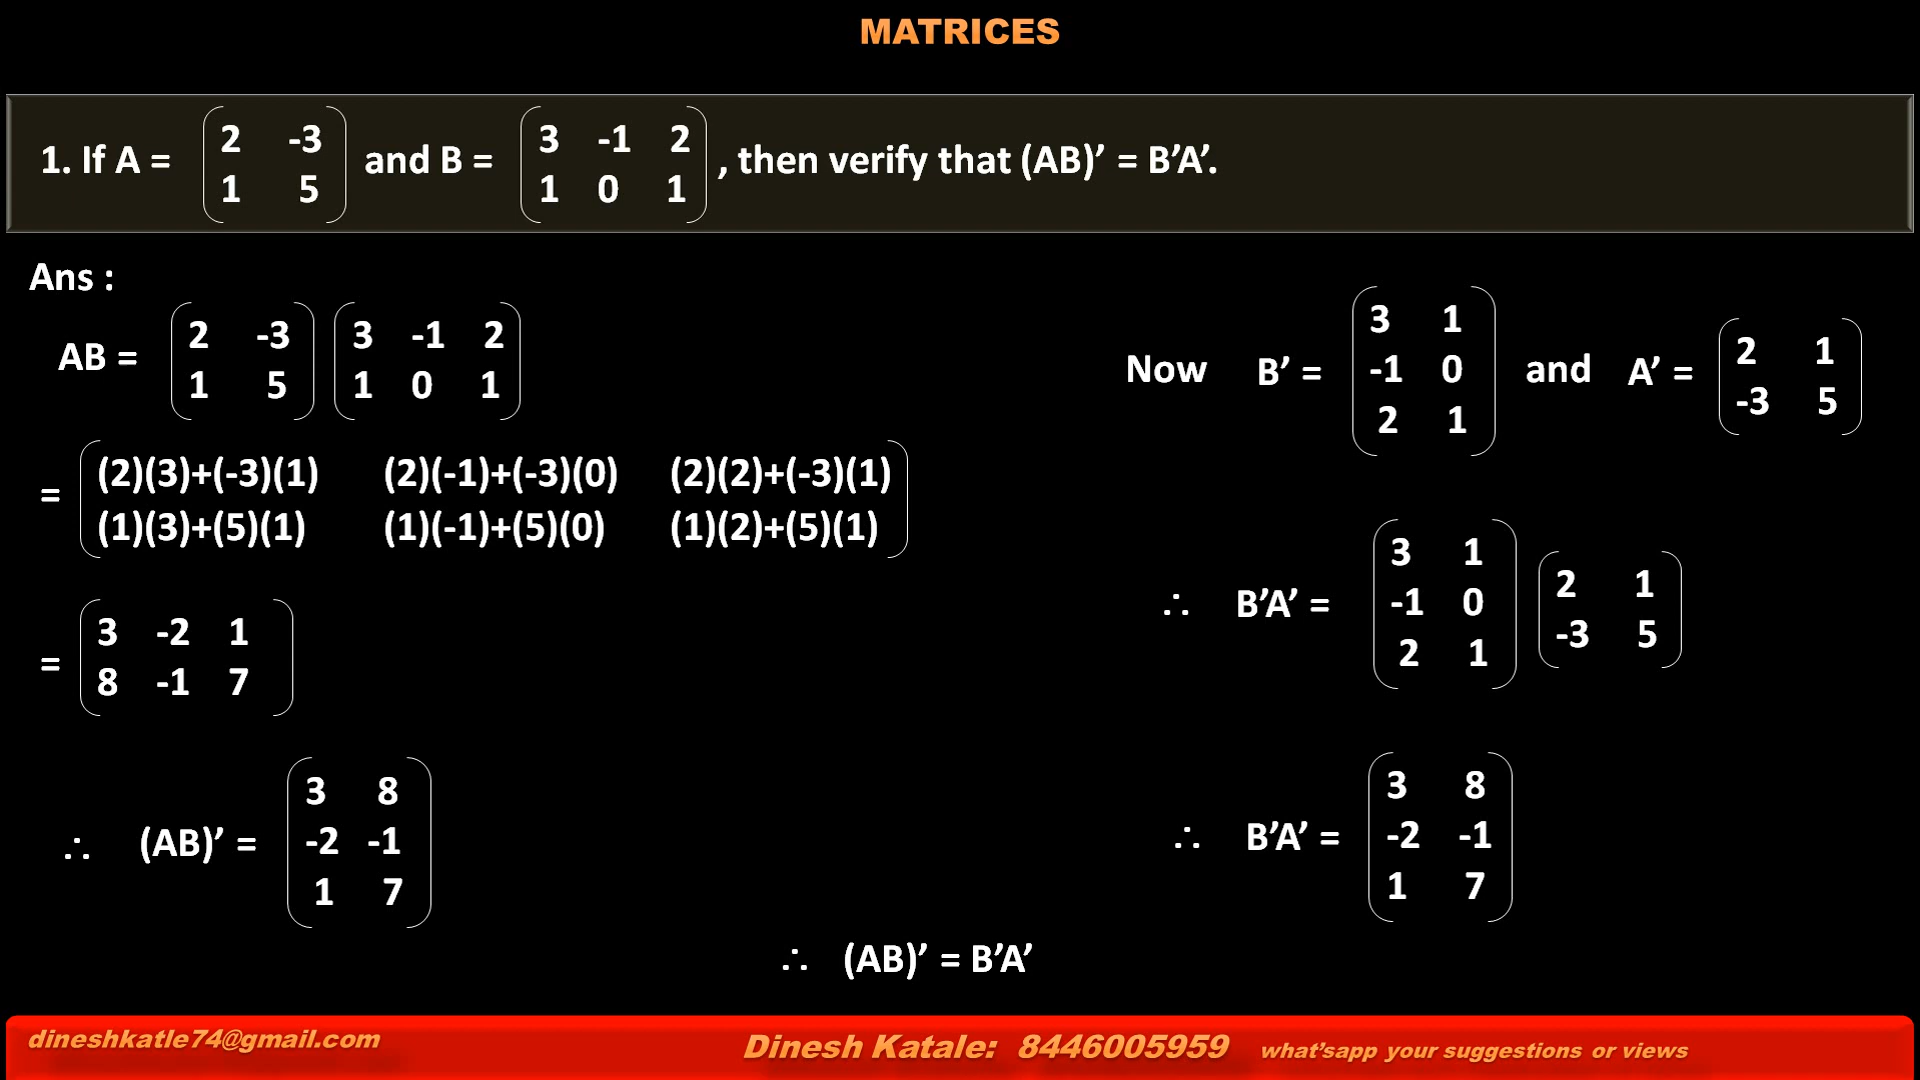 MATRICES
2 -3 3 -1 2
1. If A = and B = , then verify that (AB)’ = B’A’.
1 5 1 0 1
Ans :
2 -3 3 -1 2
AB =
1 5 1 0 1
= (2)(3)+(-3)(1) (2)(-1)+(-3)(0) (2)(2)+(-3)(1)
(1)(3)+(5)(1) (1)(-1)+(5)(0) (1)(2)+(5)(1)
= 3 -2 1
8 -1 7
3 8
∴ (AB)’ = -2 -1
1 7
3 1 2 1
Now B’ = -1 0 and A’ =
2 1 -3 5
3 1 2 1
∴ B’A’ = -1 0
2 1 -3 5
3 8
∴ B’A’ = -2 -1
1 7
∴ (AB)’ = B’A’
dineshkatle74@gmail.com Dinesh Katale: 8446005959 what’sapp your suggestions or views